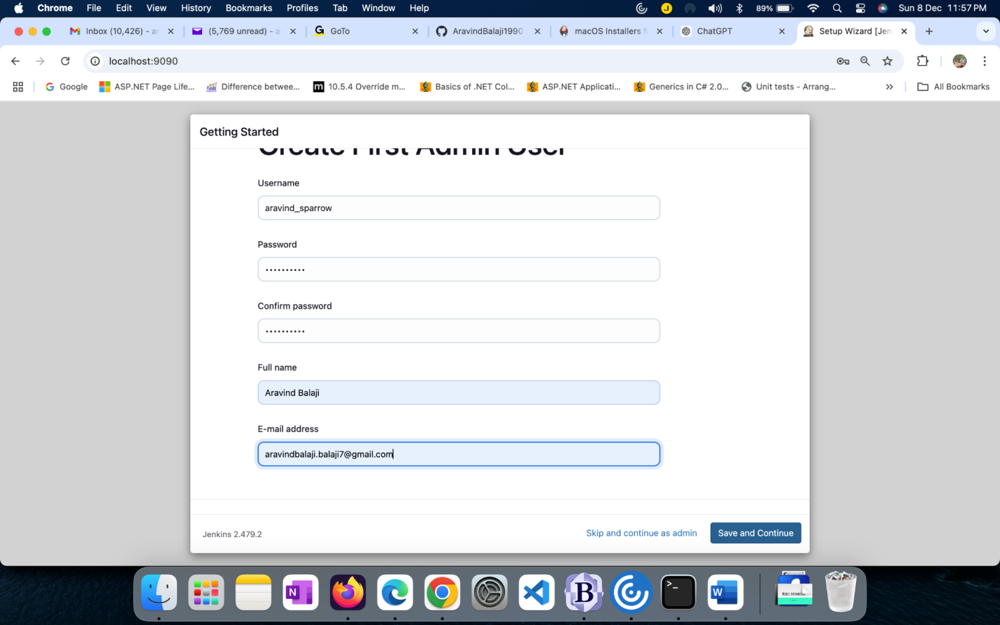 Chrome File Edit View History Bookmarks Profiles Tab Window Help J 89% Sun 8 Dec 11:57 PM
Inbox (10,426) - a (5,769 unread) - a G GoTo AravindBalaji1990 macOS Installers f ChatGPT Setup Wizard [Jen
localhost:9090
Google ASP.NET Page Life... Difference betwee... m 10.5.4 Override m... Basics of .NET Col... ASP.NET Applicati... Generics in C# 2.0... Unit tests - Arrang... » All Bookmarks
Getting Started
Create First Admin User
Username
aravind_sparrow
Password
••••••••••
Confirm password
••••••••••
Full name
Aravind Balaji
E-mail address
aravindbalaji.balaji7@gmail.com
Jenkins 2.479.2
Skip and continue as admin
Save and Continue
N B >_ W